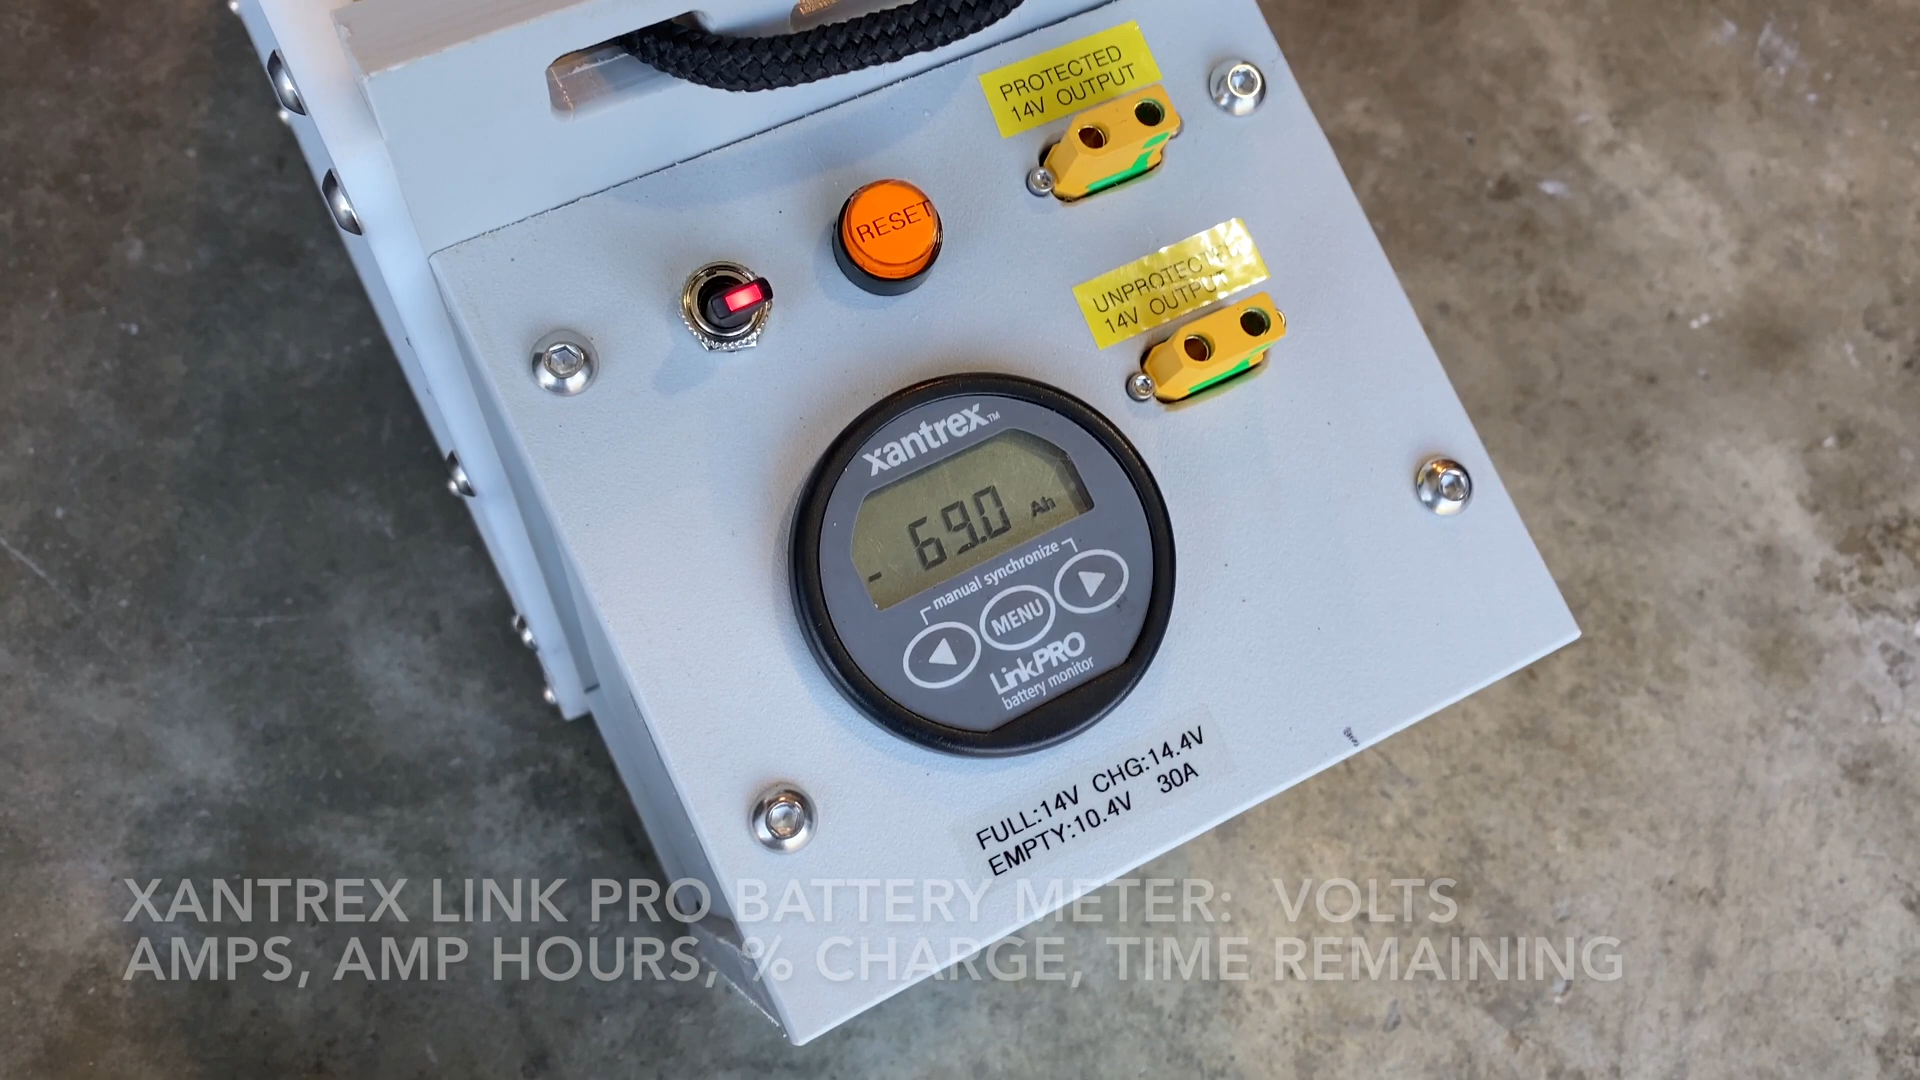 PROTECTED
14V OUTPUT
RESET
UNPROTECTED
14V OUTPUT
xantrex™
- 69.0 Ah
manual synchronize
MENU
LinkPRO
battery monitor
FULL:14V CHG:14.4V
EMPTY:10.4V 30A
XANTREX LINK PRO BATTERY METER: VOLTS
AMPS, AMP HOURS, % CHARGE, TIME REMAINING